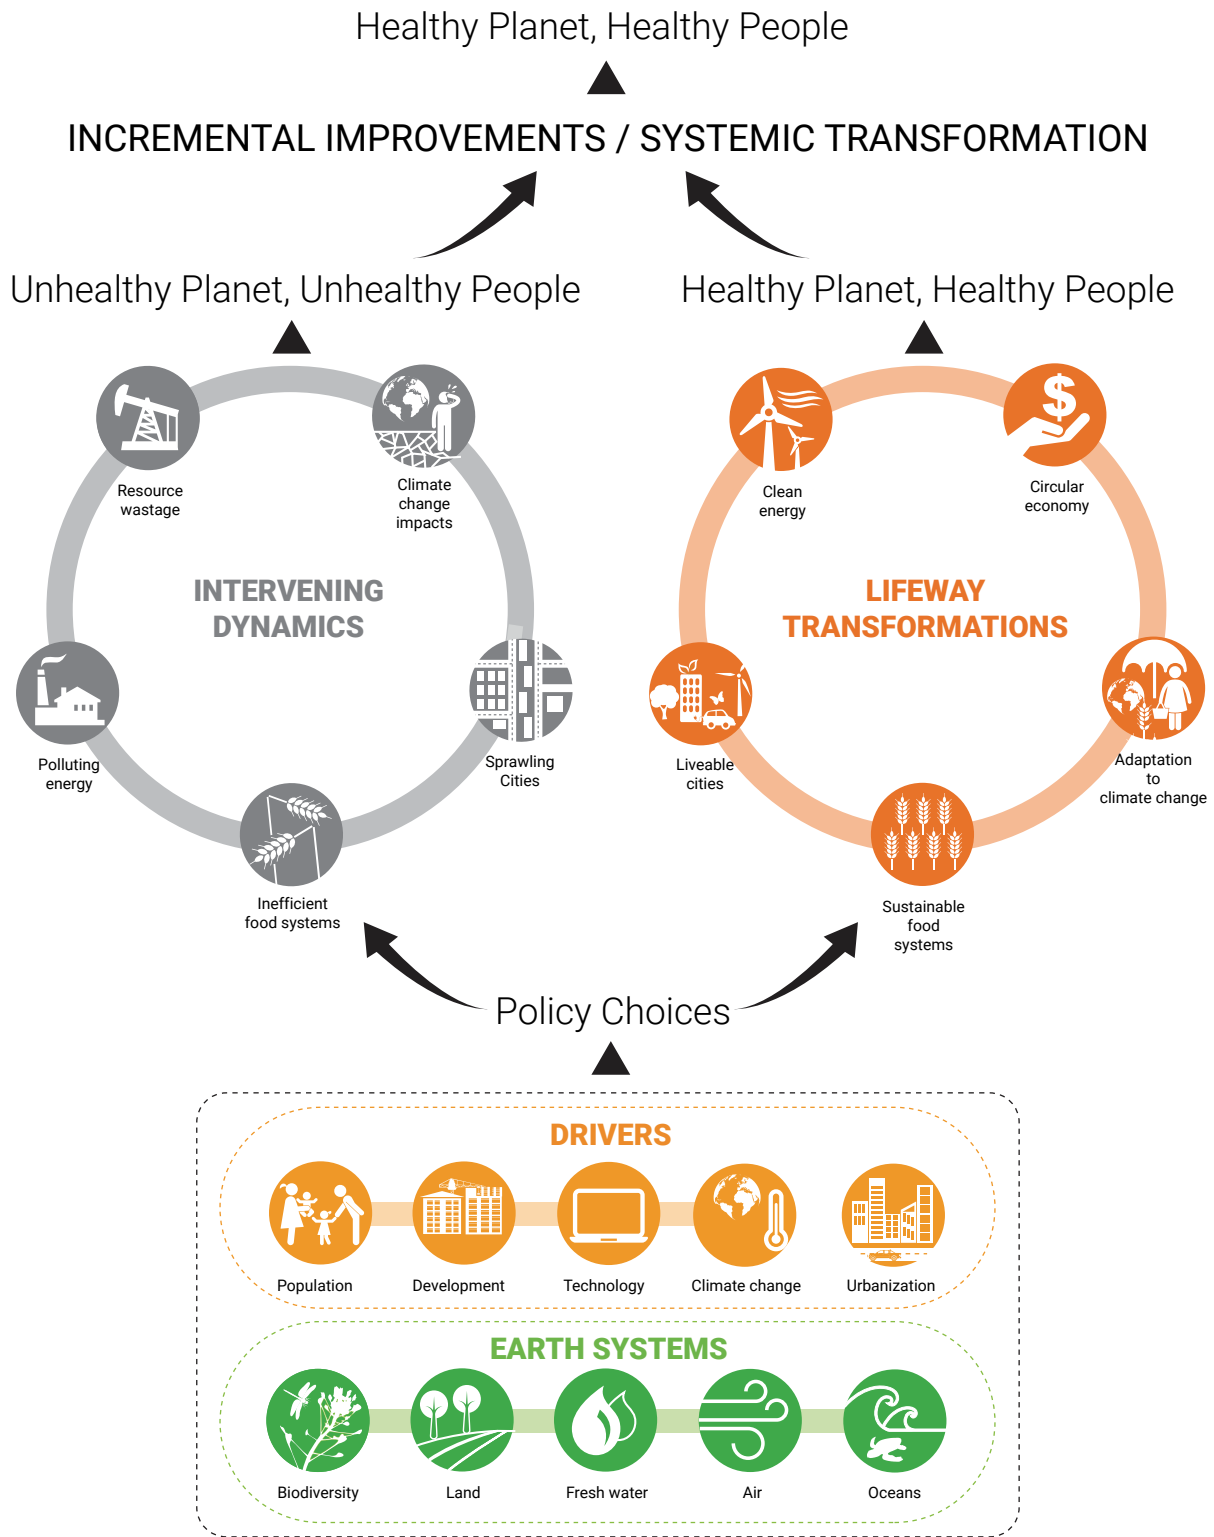 Healthy Planet, Healthy People
INCREMENTAL IMPROVEMENTS / SYSTEMIC TRANSFORMATION
Unhealthy Planet, Unhealthy People
Healthy Planet, Healthy People
Resource
wastage
Climate
change
impacts
INTERVENING
DYNAMICS
Polluting
energy
Sprawling
Cities
Inefficient
food systems
$
Clean
energy
Circular
economy
LIFEWAY
TRANSFORMATIONS
Liveable
cities
Adaptation
to
climate change
Sustainable
food
systems
Policy Choices
DRIVERS
Population
Development
Technology
Climate change
Urbanization
EARTH SYSTEMS
Biodiversity
Land
Fresh water
Air
Oceans